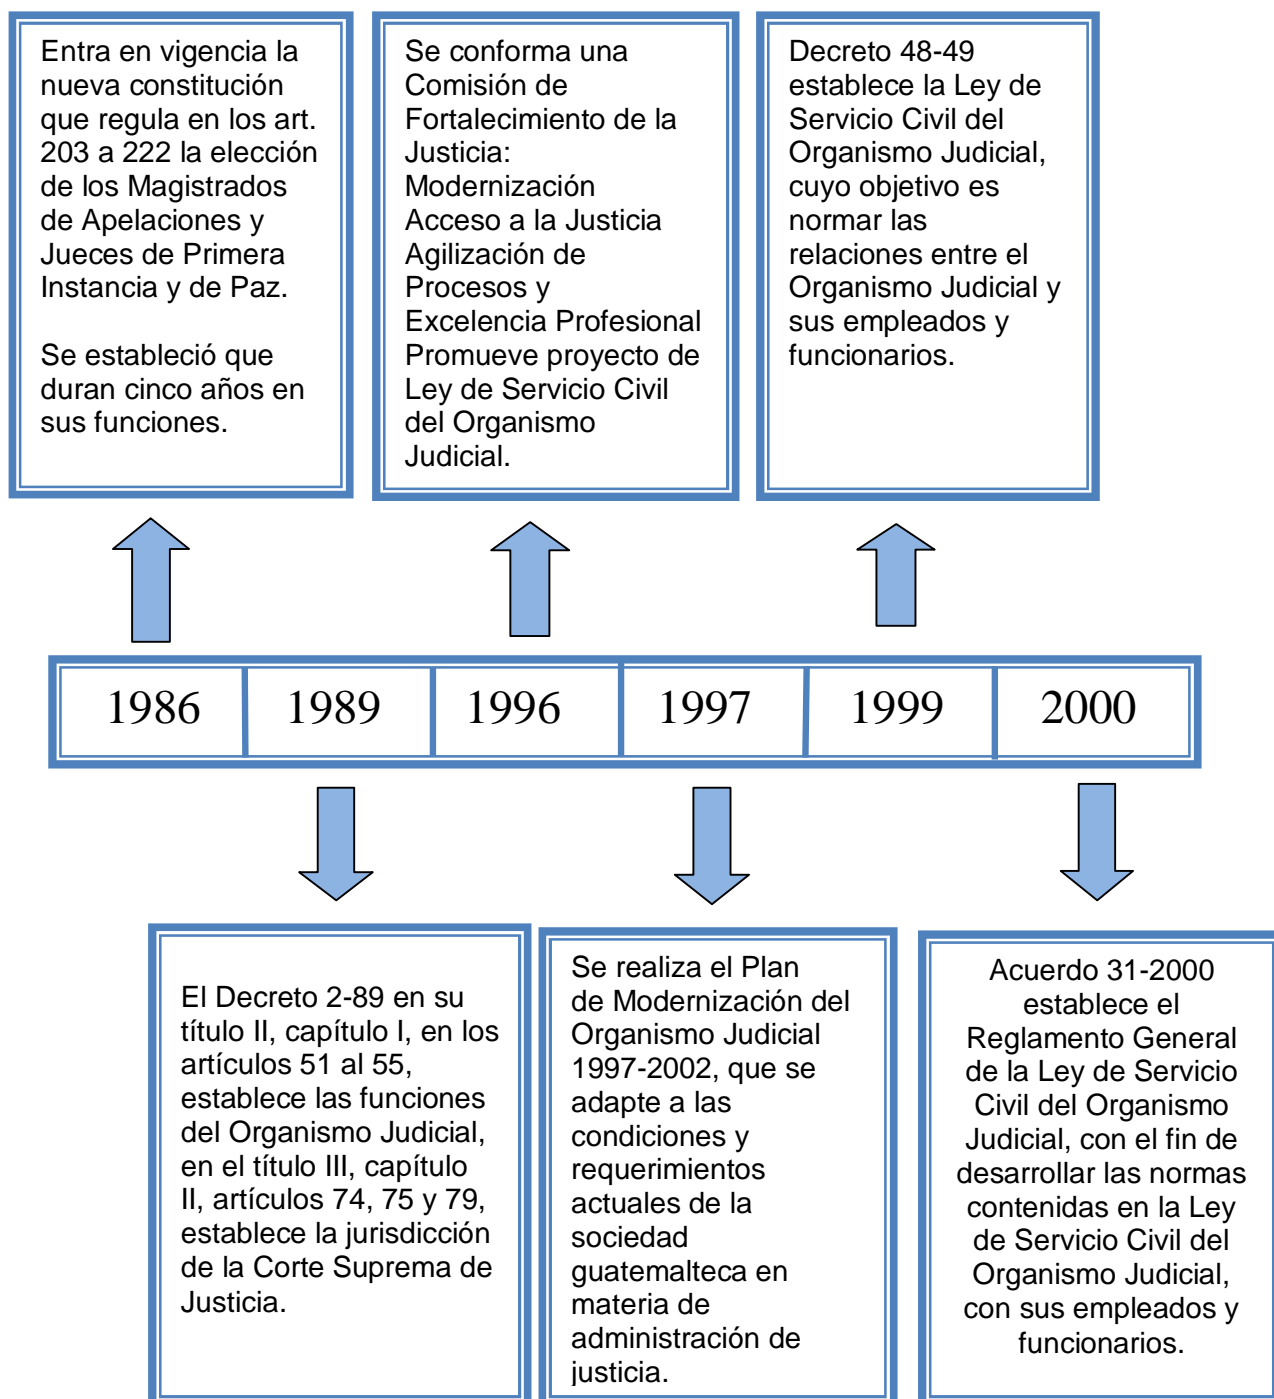 Entra en vigencia la
nueva constitución
que regula en los art.
203 a 222 la elección
de los Magistrados
de Apelaciones y
Jueces de Primera
Instancia y de Paz.
Se estableció que
duran cinco años en
sus funciones.
Se conforma una
Comisión de
Fortalecimiento de la
Justicia:
Modernización
Acceso a la Justicia
Agilización de
Procesos y
Excelencia Profesional
Promueve proyecto de
Ley de Servicio Civil
del Organismo
Judicial.
Decreto 48-49
establece la Ley de
Servicio Civil del
Organismo Judicial,
cuyo objetivo es
normar las
relaciones entre el
Organismo Judicial y
sus empleados y
funcionarios.
1986 1989 1996 1997 1999 2000
El Decreto 2-89 en su
título II, capítulo I, en los
artículos 51 al 55,
establece las funciones
del Organismo Judicial,
en el título III, capítulo
II, artículos 74, 75 y 79,
establece la jurisdicción
de la Corte Suprema de
Justicia.
Se realiza el Plan
de Modernización del
Organismo Judicial
1997-2002, que se
adapte a las
condiciones y
requerimientos
actuales de la
sociedad
guatemalteca en
materia de
administración de
justicia.
Acuerdo 31-2000
establece el
Reglamento General
de la Ley de Servicio
Civil del Organismo
Judicial, con el fin de
desarrollar las normas
contenidas en la Ley
de Servicio Civil del
Organismo Judicial,
con sus empleados y
funcionarios.